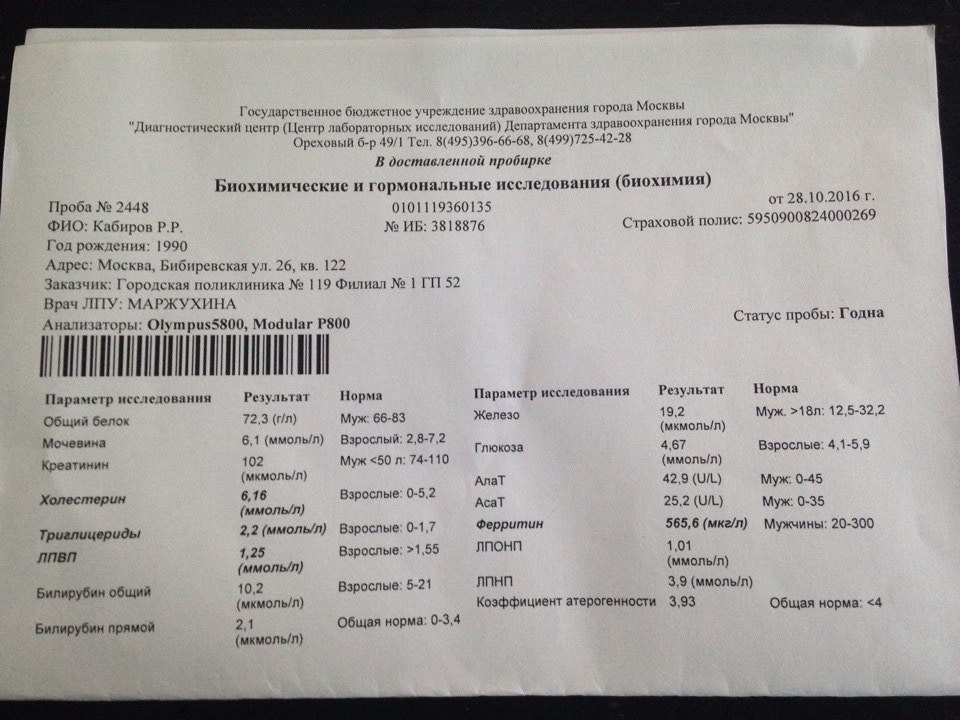 Государственное бюджетное учреждение здравоохранения города Москвы
"Диагностический центр (Центр лабораторных исследований) Департамента здравоохранения города Москвы"
Ореховый б-р 49/1 Тел. 8(495)396-66-68, 8(499)725-42-28
В доставленной пробирке
Биохимические и гормональные исследования (биохимия)
Проба № 2448 0101119360135 от 28.10.2016 г.
ФИО: Кабиров Р.Р. № ИБ: 3818876 Страховой полис: 5950900824000269
Год рождения: 1990
Адрес: Москва, Бибиревская ул. 26, кв. 122
Заказчик: Городская поликлиника № 119 Филиал № 1 ГП 52
Врач ЛПУ: МАРЖУХИНА
Анализаторы: Olympus5800, Modular P800 Статус пробы: Годна
Параметр исследования Результат Норма
Общий белок 72,3 (г/л) Муж: 66-83
Мочевина 6,1 (ммоль/л) Взрослый: 2,8-7,2
Креатинин 102 Муж <50 л: 74-110
(мкмоль/л)
Холестерин 6,16 Взрослые: 0-5,2
(ммоль/л)
Триглицериды 2,2 (ммоль/л) Взрослые: 0-1,7
ЛПВП 1,25 Взрослые: >1,55
(ммоль/л)
Билирубин общий 10,2 Взрослые: 5-21
(мкмоль/л)
Билирубин прямой 2,1 Общая норма: 0-3,4
(мкмоль/л)
Параметр исследования Результат Норма
Железо 19,2 Муж. >18л: 12,5-32,2
(мкмоль/л)
Глюкоза 4,67 Взрослые: 4,1-5,9
(ммоль/л)
АлаТ 42,9 (U/L) Муж: 0-45
АсаТ 25,2 (U/L) Муж: 0-35
Ферритин 565,6 (мкг/л) Мужчины: 20-300
ЛПОНП 1,01
(ммоль/л)
ЛПНП 3,9 (ммоль/л)
Коэффициент атерогенности 3,93 Общая норма: <4